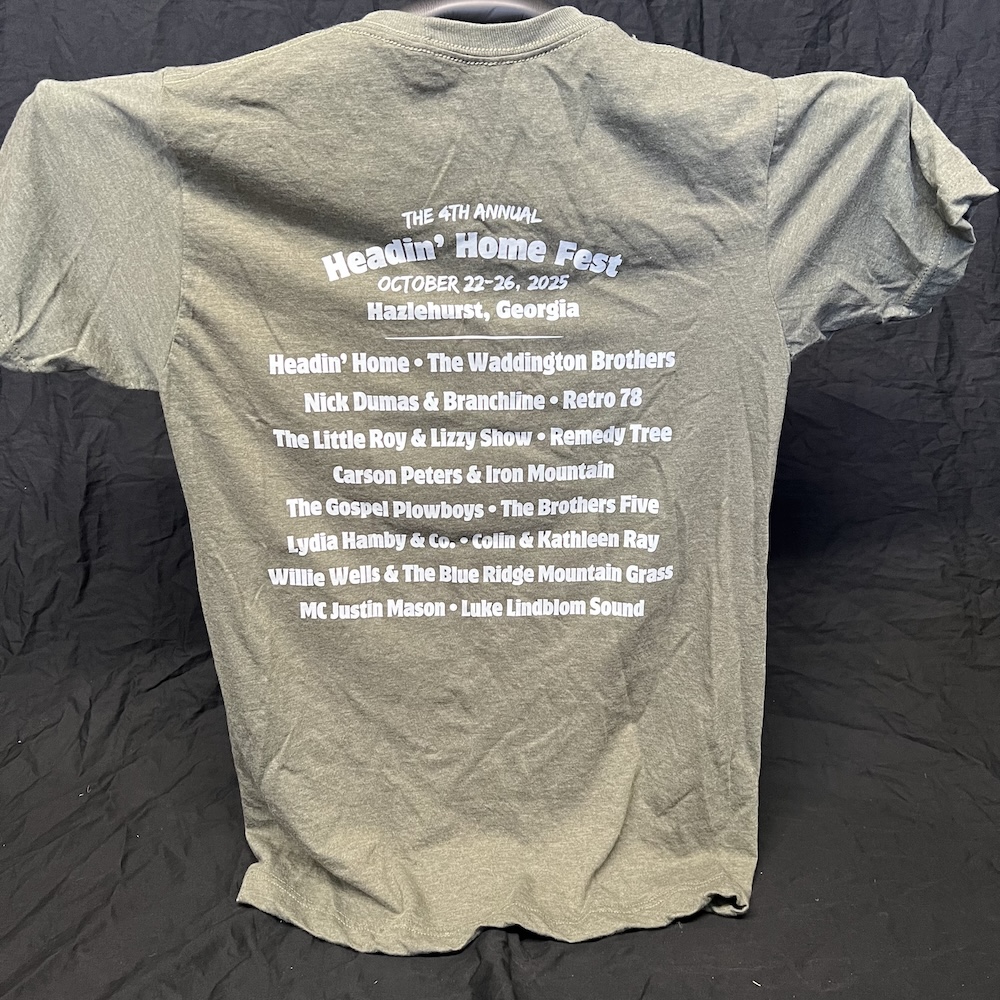 THE 4TH ANNUAL
Headin' Home Fest
OCTOBER 22-26, 2025
Hazlehurst, Georgia
Headin' Home • The Waddington Brothers
Nick Dumas & Branchline • Retro 78
The Little Roy & Lizzy Show • Remedy Tree
Carson Peters & Iron Mountain
The Gospel Plowboys • The Brothers Five
Lydia Hamby & Co. • Colin & Kathleen Ray
Willie Wells & The Blue Ridge Mountain Grass
MC Justin Mason • Luke Lindblom Sound